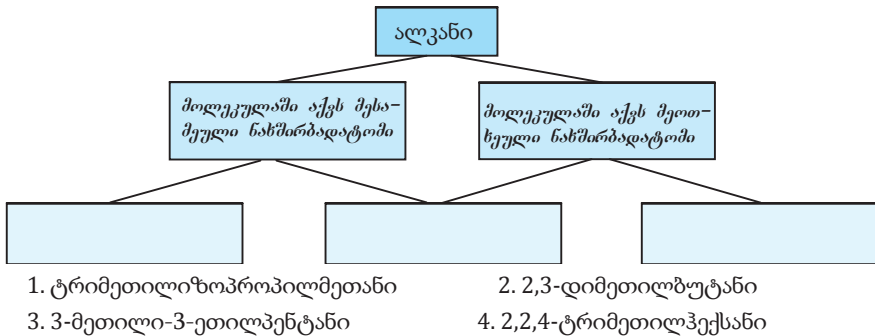 ალკანი
მოლეკულაში აქვს მესა-
მეული ნახშირბადატომი
მოლეკულაში აქვს მეოთ-
ხეული ნახშირბადატომი
1. ტრიმეთილიზოპროპილმეთანი
2. 2,3-დიმეთილბუტანი
3. 3-მეთილი-3-ეთილპენტანი
4. 2,2,4-ტრიმეთილჰექსანი